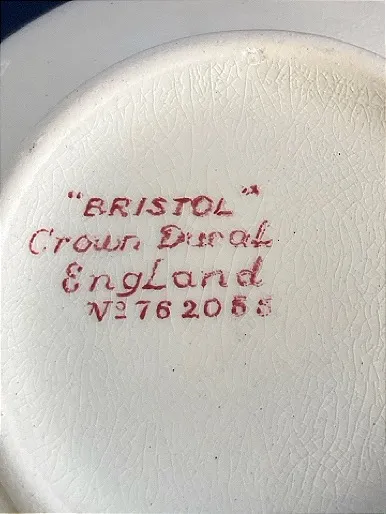 "BRISTOL"
Crown Ducal
England
Nº 762055